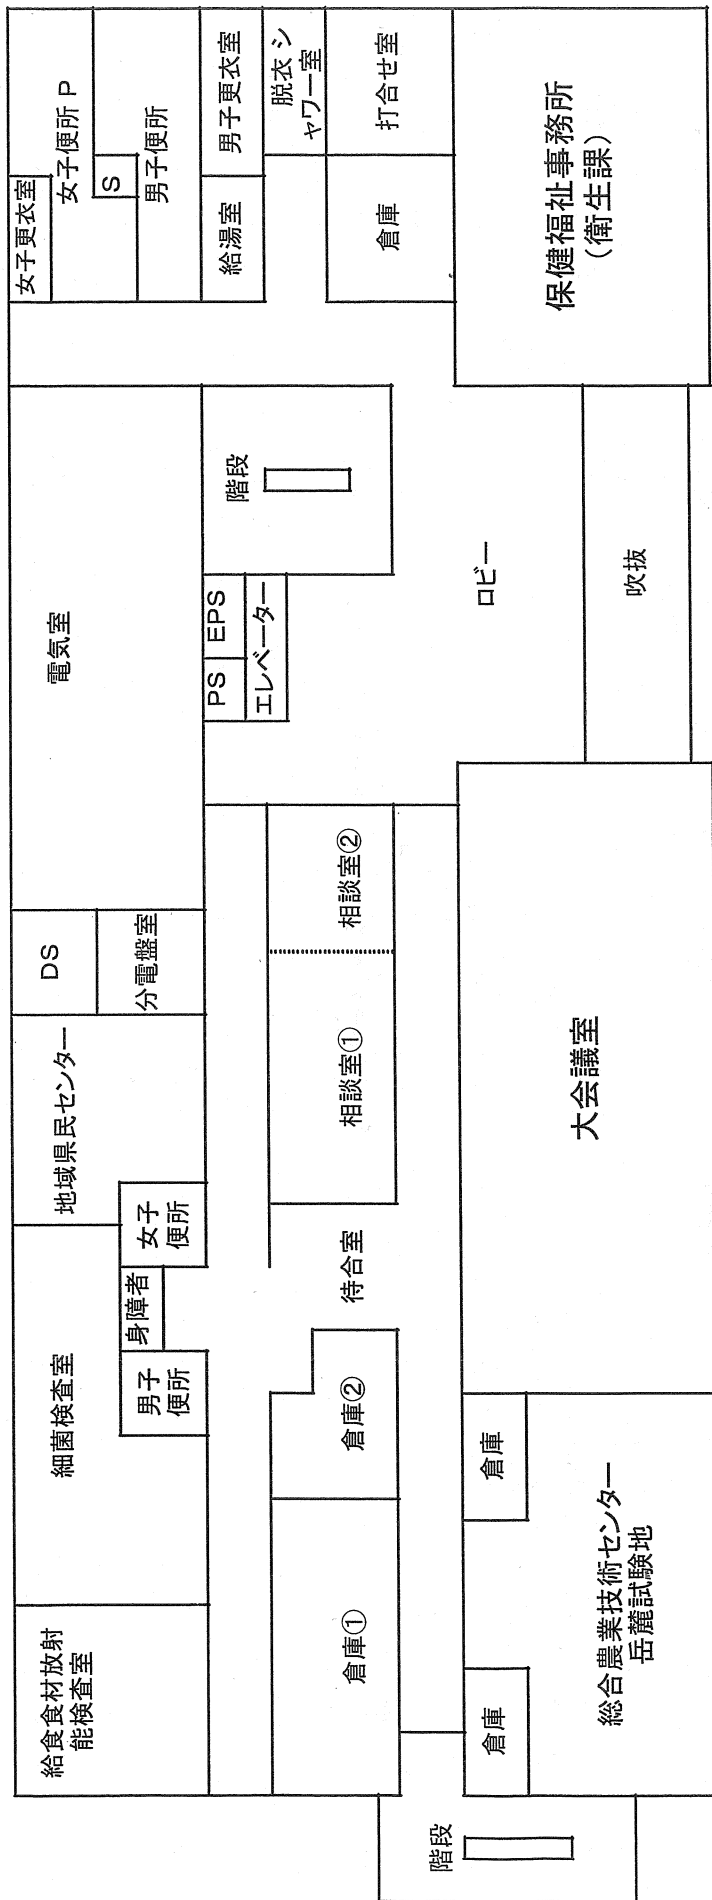 給食食材放射
能検査室
細菌検査室
男子
便所
身障者
女子
便所
地域県民センター
DS
分電盤室
電気室
女子更衣室
女子便所 P
S
男子便所
倉庫①
倉庫②
待合室
相談室①
相談室②
PS
EPS
エレベーター
階段
給湯室
男子更衣室
脱衣シ
ャワー室
倉庫
打合せ室
階段
倉庫
倉庫
総合農業技術センター
岳麓試験地
大会議室
ロビー
吹抜
保健福祉事務所
（衛生課）